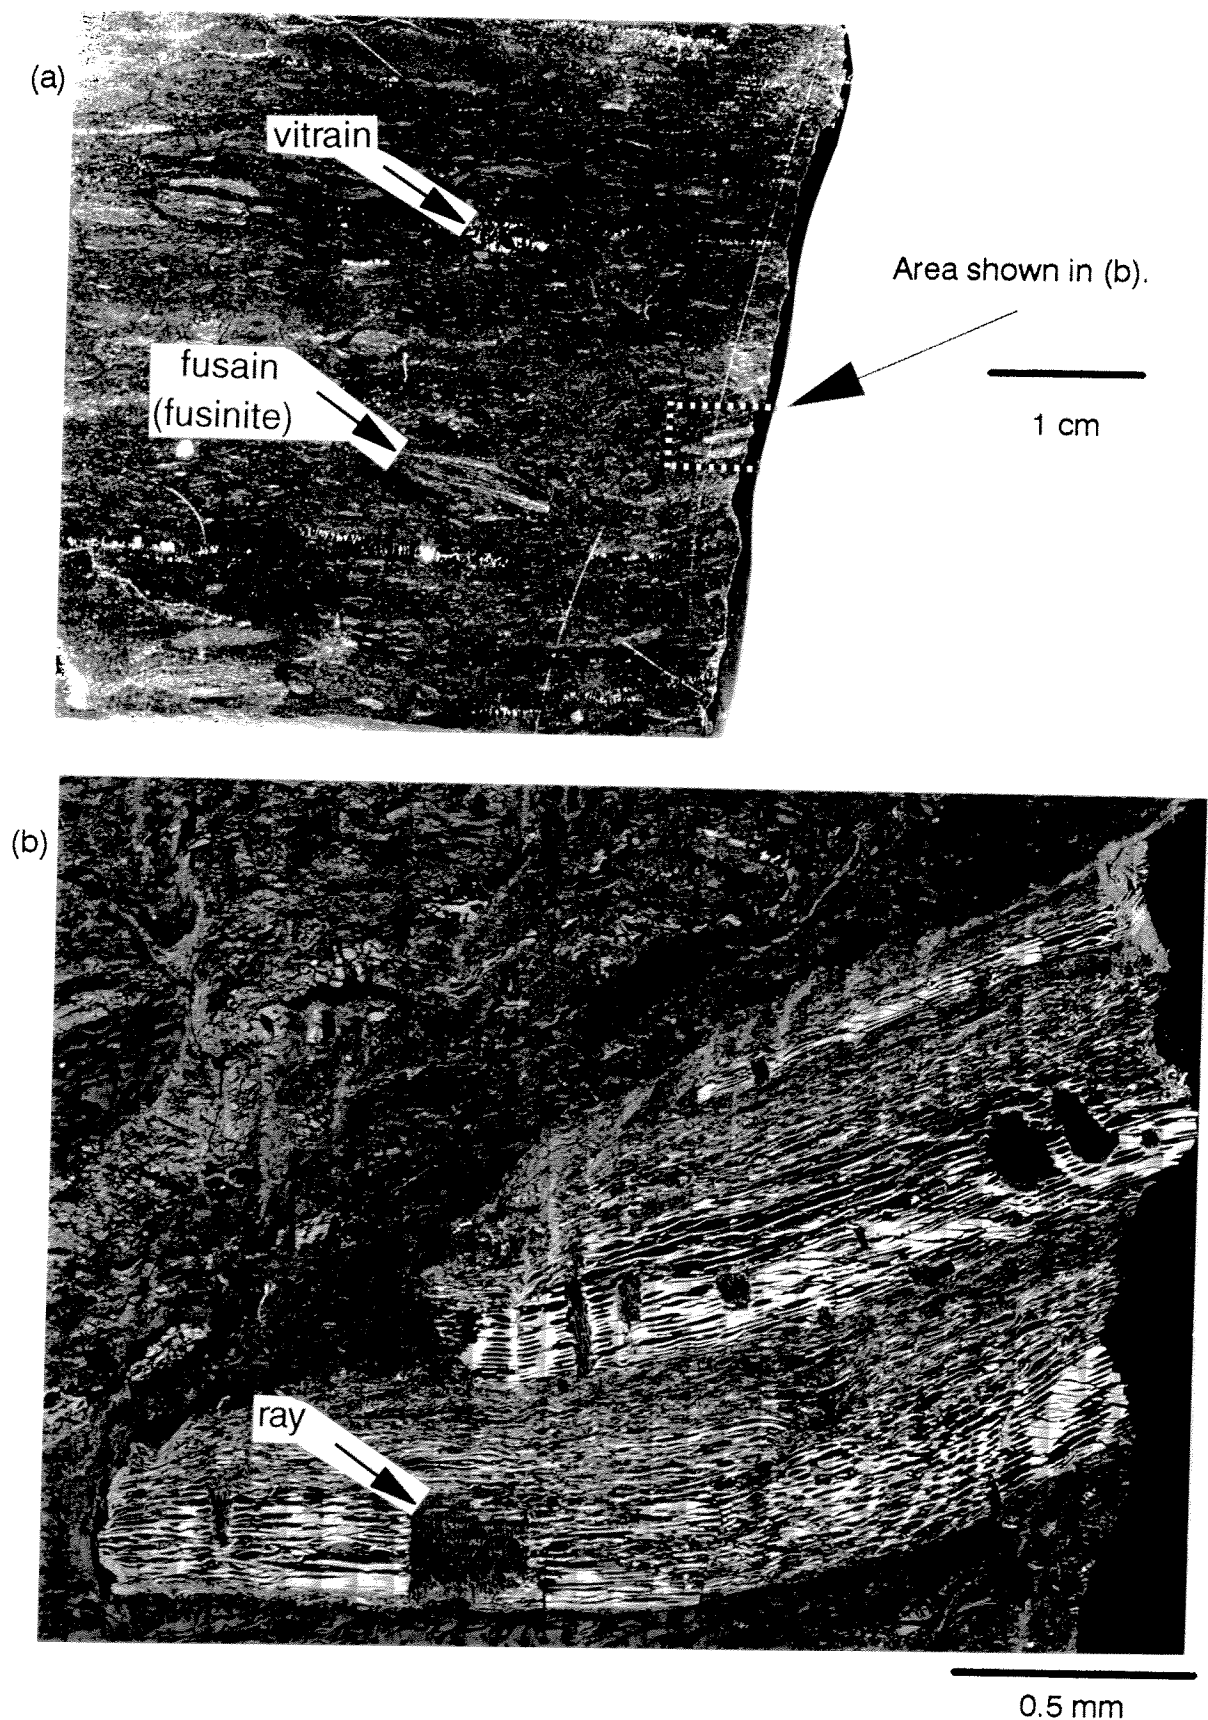 (a)
vitrain
Area shown in (b).
fusain
(fusinite)
1 cm
(b)
ray
0.5 mm